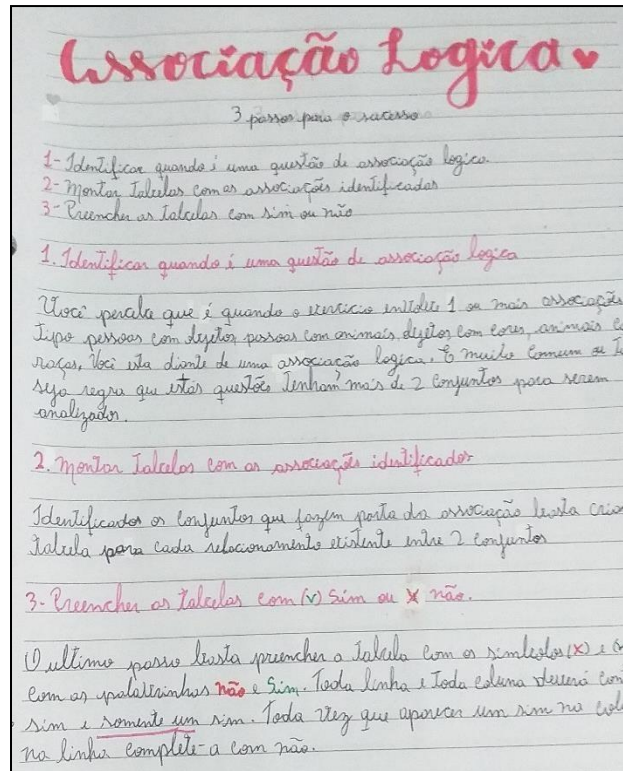 Associação Logica
3 passos para o sucesso
1- Identificar quando é uma questão de associação logica.
2- Montar Tabelas com as associações identificadas
3- Preencher as Tabelas com sim ou não
1. Identificar quando é uma questão de associação logica
Você percebe que é quando o exercicio 1 ou mais associações
Tipo pessoas com objetos, pessoas com animais, objetos com cores, animais
raças, Você esta diante de uma associação logica. É muito commum ou
seja regra que estas questões Tenham mais de 2 conjuntos para serem
analizados.
2. Montar Tabelas com as associações identificados
Identificados os conjuntos que fazem parta da associação basta
Tabela para cada relacionamento existente entre 2 conjuntos
3- Preencher as Tabelas com (v) Sim ou X não.
O ultimo passo basta preencher a Tabela com os simbolos (X) e
com as não e Sim. Toda linha e Toda coluna deverá
sim e somente um sim. Toda vez que aparecer um sim na
na linha complete-a com não.